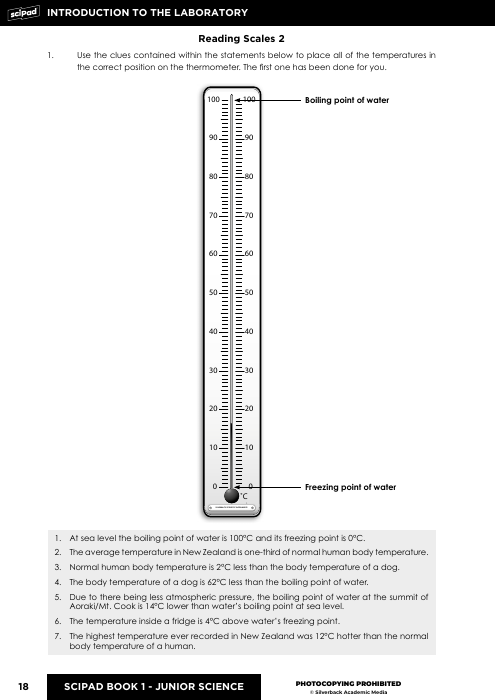 scipad
INTRODUCTION TO THE LABORATORY
Reading Scales 2
1. Use the clues contained within the statements below to place all of the temperatures in
the correct position on the thermometer. The first one has been done for you.
100 100 Boiling point of water
90 90
80 80
70 70
60 60
50 50
40 40
30 30
20 20
10 10
0 0 Freezing point of water
°C
1. At sea level the boiling point of water is 100°C and its freezing point is 0°C.
2. The average temperature in New Zealand is one-third of normal human body temperature.
3. Normal human body temperature is 2°C less than the body temperature of a dog.
4. The body temperature of a dog is 62°C less than the boiling point of water.
5. Due to there being less atmospheric pressure, the boiling point of water at the summit of
Aoraki/Mt. Cook is 14°C lower than water's boiling point at sea level.
6. The temperature inside a fridge is 4°C above water's freezing point.
7. The highest temperature ever recorded in New Zealand was 12°C hotter than the normal
body temperature of a human.
18 SCIPAD BOOK 1 - JUNIOR SCIENCE
PHOTOCOPYING PROHIBITED
© Silverback Academic Media